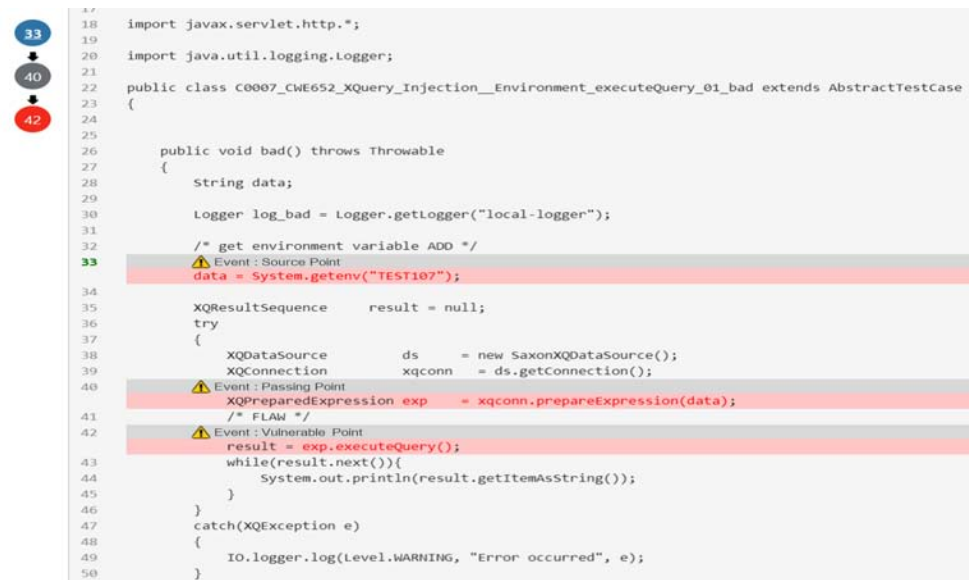 33
40
42
17
18 import javax.servlet.http.*;
19
20 import java.util.logging.Logger;
21
22 public class C0007_CWE652_XQuery_Injection__Environment_executeQuery_01_bad extends AbstractTestCase
23 {
24
25
26 public void bad() throws Throwable
27 {
28 String data;
29
30 Logger log_bad = Logger.getLogger("local-logger");
31
32 /* get environment variable ADD */
33 Event : Source Point
data = System.getenv("TEST107");
34
35 XQResultSequence result = null;
36 try
37 {
38 XQDataSource ds = new SaxonXQDataSource();
39 XQConnection xqconn = ds.getConnection();
40 Event : Passing Point
XQPreparedExpression exp = xqconn.prepareExpression(data);
41 /* FLAW */
42 Event : Vulnerable Point
result = exp.executeQuery();
43 while(result.next()){
44 System.out.println(result.getItemAsString());
45 }
46 }
47 catch(XQException e)
48 {
49 IO.logger.log(Level.WARNING, "Error occurred", e);
50 }